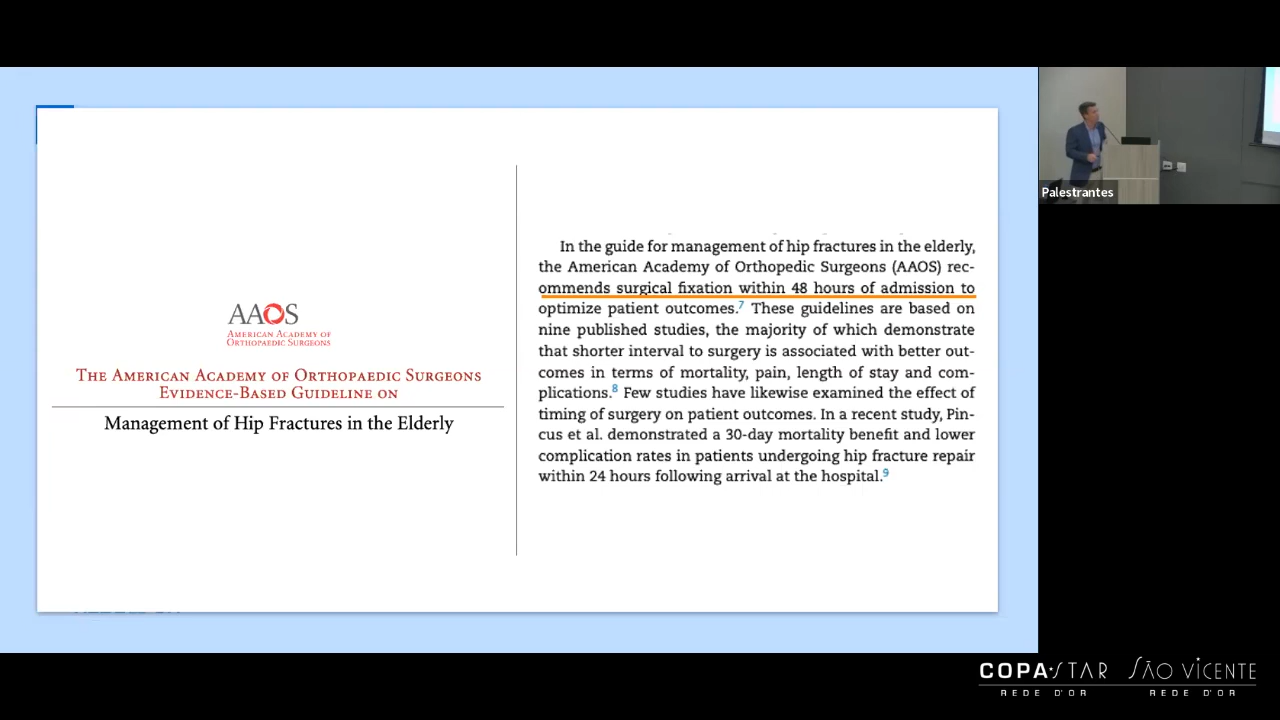 AAOS
AMERICAN ACADEMY OF
ORTHOPAEDIC SURGEONS
THE AMERICAN ACADEMY OF ORTHOPAEDIC SURGEONS
EVIDENCE-BASED GUIDELINE ON
Management of Hip Fractures in the Elderly
In the guide for management of hip fractures in the elderly,
the American Academy of Orthopedic Surgeons (AAOS) rec-
ommends surgical fixation within 48 hours of admission to
optimize patient outcomes.7 These guidelines are based on
nine published studies, the majority of which demonstrate
that shorter interval to surgery is associated with better out-
comes in terms of mortality, pain, length of stay and com-
plications.8 Few studies have likewise examined the effect of
timing of surgery on patient outcomes. In a recent study, Pin-
cus et al. demonstrated a 30-day mortality benefit and lower
complication rates in patients undergoing hip fracture repair
within 24 hours following arrival at the hospital.9
Palestrantes
COPA STAR
REDE D'OR
SÃO VICENTE
REDE D'OR